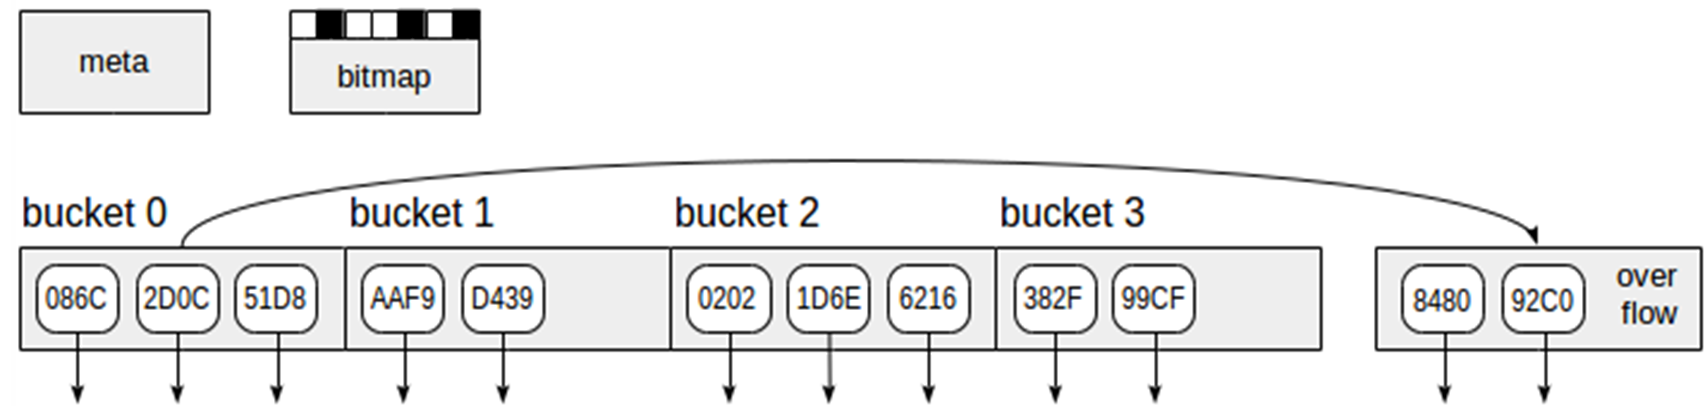 meta
bitmap
bucket 0 bucket 1 bucket 2 bucket 3
086C 2D0C 51D8 AAF9 D439 0202 1D6E 6216 382F 99CF 8480 92C0 over
flow